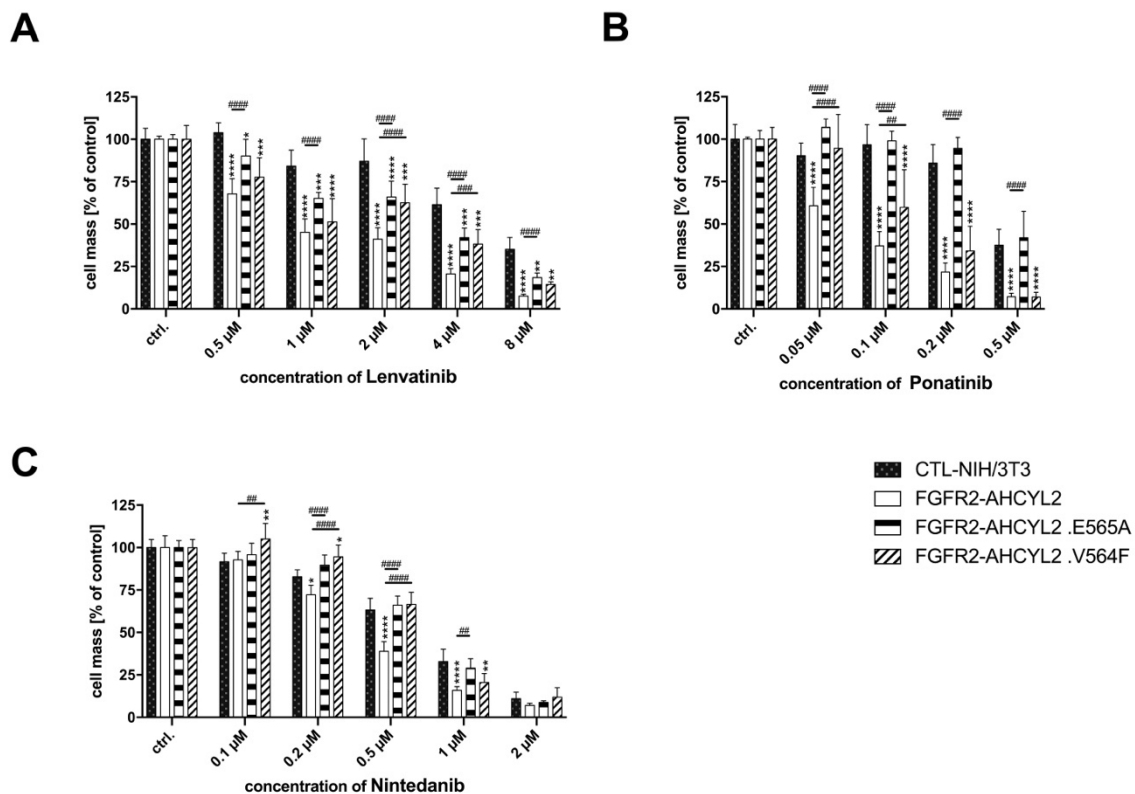 A
B
125
100
75
50
25
0
cell mass [% of control]
####
####
####
####
####
###
####
****
*
***
****
***
****
****
****
***
****
***
***
****
**
**
ctrl.
0.5 µM
1 µM
2 µM
4 µM
8 µM
concentration of Lenvatinib
125
100
75
50
25
0
cell mass [% of control]
####
####
####
##
####
####
****
****
****
****
****
****
****
ctrl.
0.05 µM
0.1 µM
0.2 µM
0.5 µM
concentration of Ponatinib
C
125
100
75
50
25
0
cell mass [% of control]
##
####
####
####
####
##
**
*
*
****
****
**
ctrl.
0.1 µM
0.2 µM
0.5 µM
1 µM
2 µM
concentration of Nintedanib
CTL-NIH/3T3
FGFR2-AHCYL2
FGFR2-AHCYL2 .E565A
FGFR2-AHCYL2 .V564F